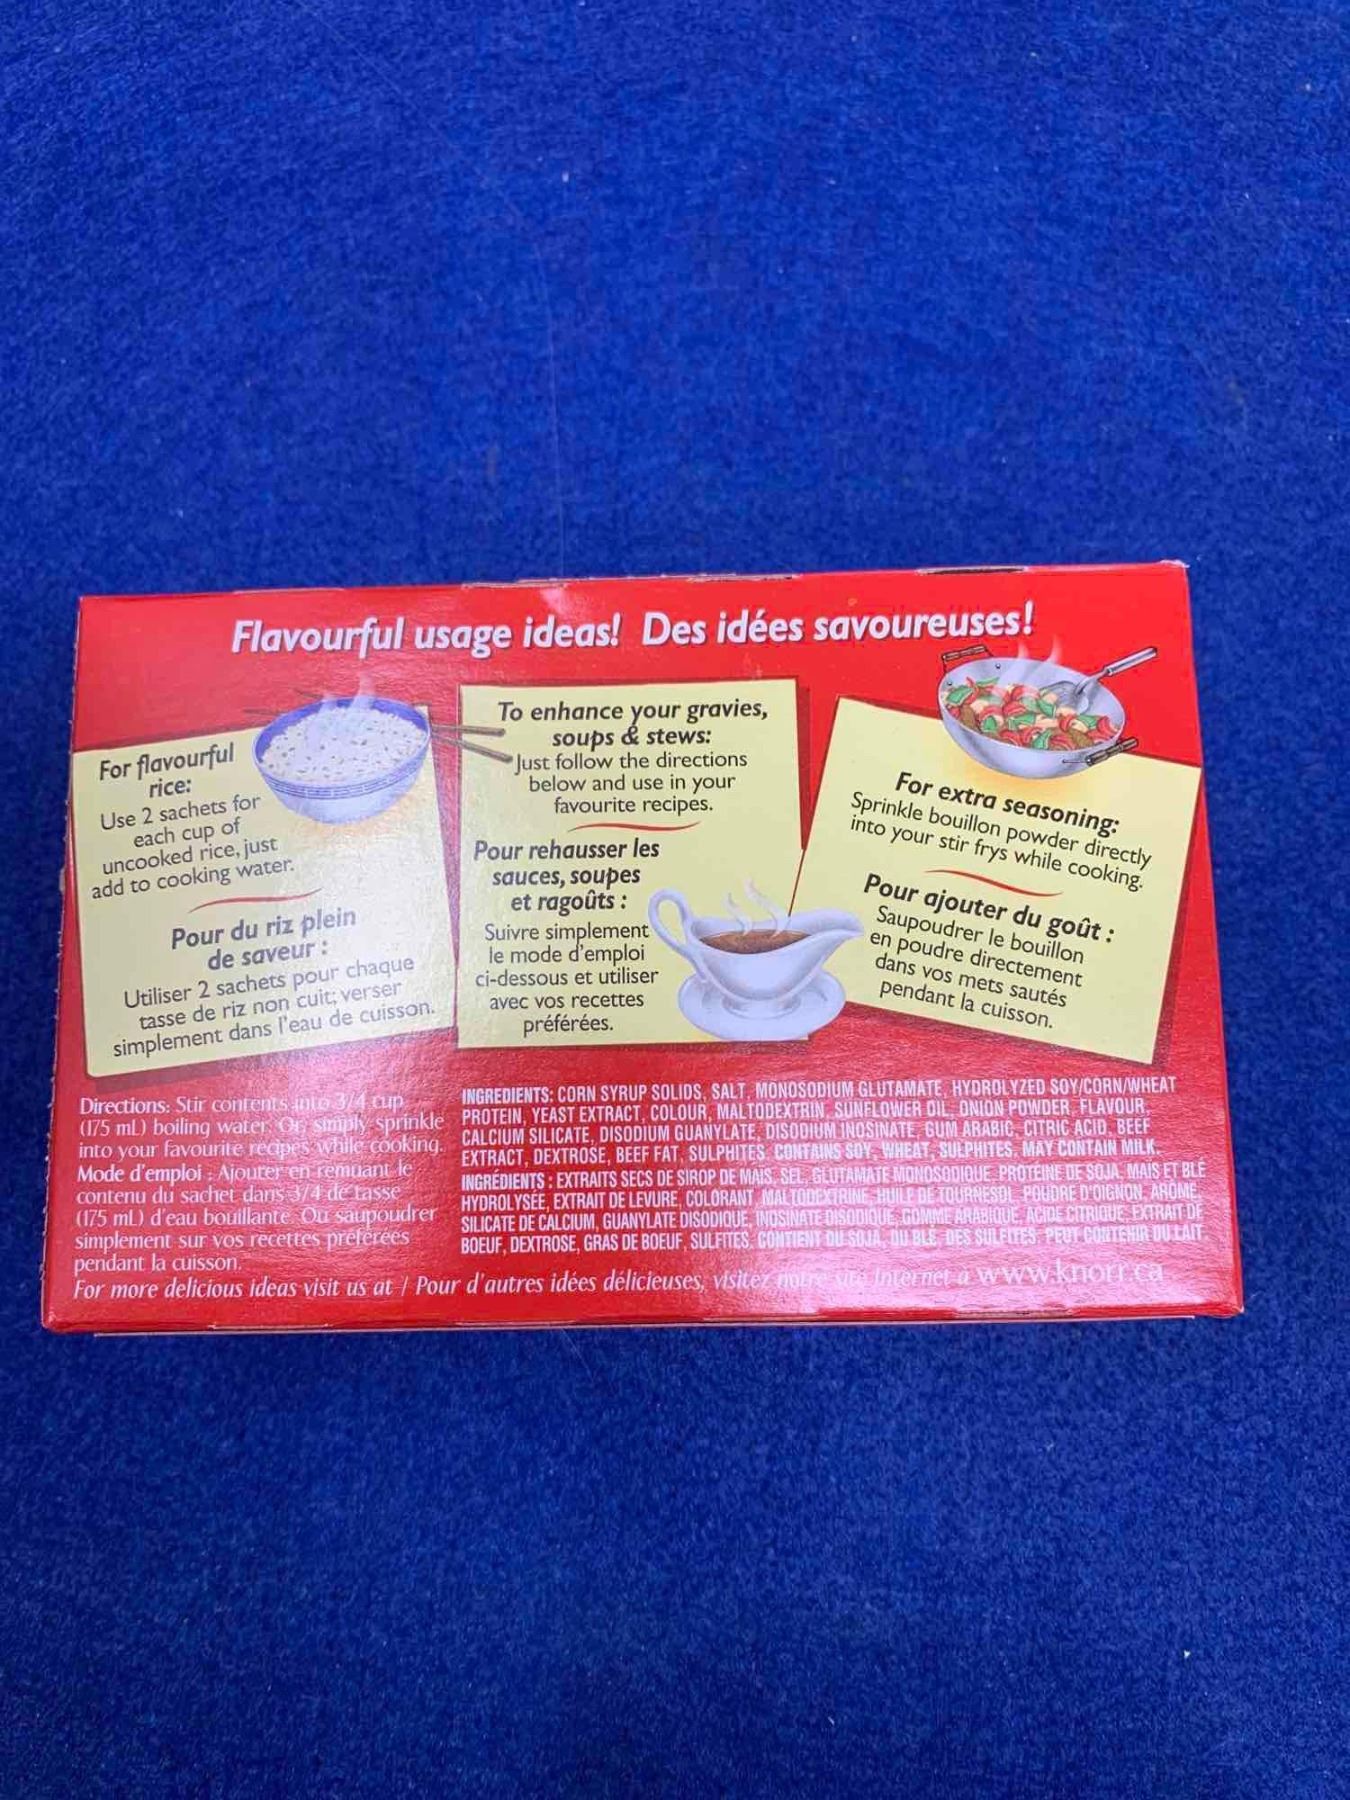 Flavourful usage ideas! Des idées savoureuses!
For flavourful
rice:
Use 2 sachets for
each cup of
uncooked rice, just
add to cooking water.
Pour du riz plein
de saveur :
Utiliser 2 sachets pour chaque
tasse de riz non cuit; verser
simplement dans l'eau de cuisson.
To enhance your gravies,
soups & stews:
Just follow the directions
below and use in your
favourite recipes.
Pour rehausser les
sauces, soupes
et ragoûts :
Suivre simplement
le mode d'emploi
ci-dessous et utiliser
avec vos recettes
préférées.
For extra seasoning:
Sprinkle bouillon powder directly
into your stir frys while cooking.
Pour ajouter du goût :
Saupoudrer le bouillon
en poudre directement
dans vos mets sautés
pendant la cuisson.
Directions: Stir contents into 3/4 cup
(175 mL) boiling water. Or, simply sprinkle
into your favourite recipes while cooking.
Mode d'emploi : Ajouter en remuant le
contenu du sachet dans 3/4 de tasse
(175 mL) d'eau bouillante. Ou saupoudrer
simplement sur vos recettes préférées
pendant la cuisson.
INGREDIENTS: CORN SYRUP SOLIDS, SALT, MONOSODIUM GLUTAMATE, HYDROLYZED SOY/CORN/WHEAT
PROTEIN, YEAST EXTRACT, COLOUR, MALTODEXTRIN, SUNFLOWER OIL, ONION POWDER, FLAVOUR,
CALCIUM SILICATE, DISODIUM GUANYLATE, DISODIUM INOSINATE, GUM ARABIC, CITRIC ACID, BEEF
EXTRACT, DEXTROSE, BEEF FAT, SULPHITES. CONTAINS SOY, WHEAT, SULPHITES. MAY CONTAIN MILK.
INGRÉDIENTS : EXTRAITS SECS DE SIROP DE MAÏS, SEL, GLUTAMATE MONOSODIQUE, PROTÉINE DE SOJA, MAÏS ET BLÉ
HYDROLYSÉE, EXTRAIT DE LEVURE, COLORANT, MALTODEXTRINE, HUILE DE TOURNESOL, POUDRE D'OIGNON, ARÔME,
SILICATE DE CALCIUM, GUANYLATE DISODIQUE, INOSINATE DISODIQUE, GOMME ARABIQUE, ACIDE CITRIQUE, EXTRAIT DE
BOEUF, DEXTROSE, GRAS DE BOEUF, SULFITES. CONTIENT DU SOJA, DU BLÉ, DES SULFITES. PEUT CONTENIR DU LAIT.
For more delicious ideas visit us at / Pour d'autres idées délicieuses, visitez notre site Internet à www.knorr.ca